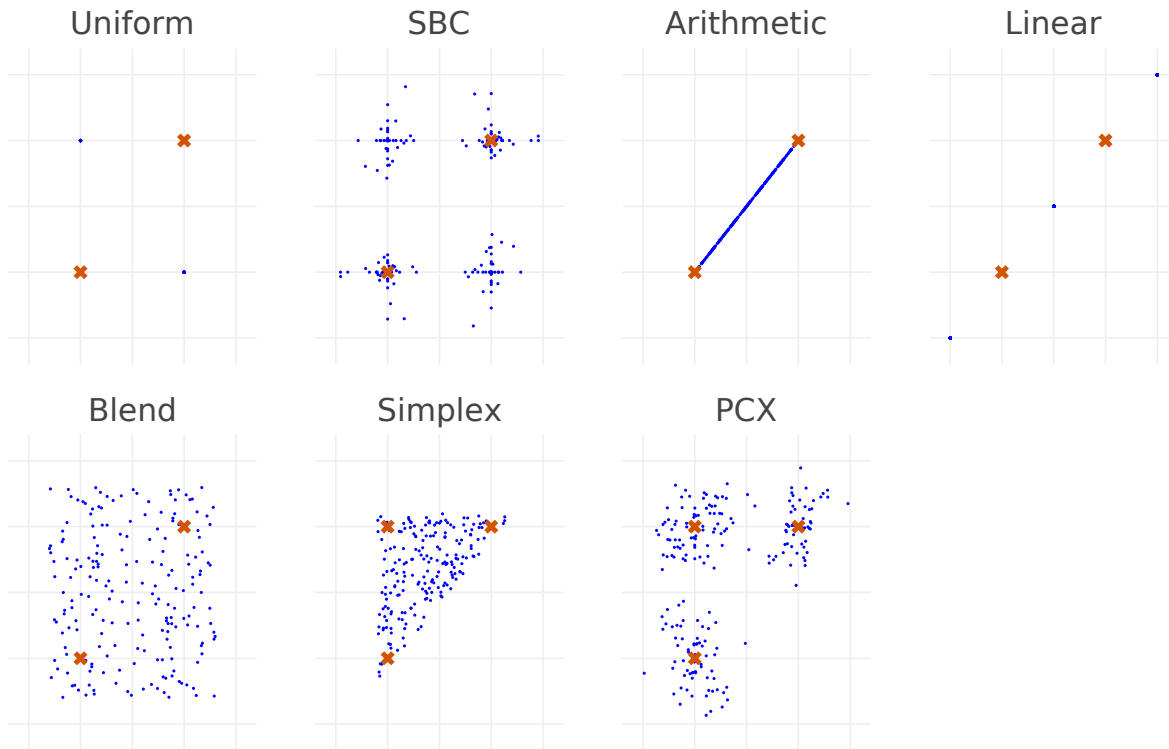 Uniform
SBC
Arithmetic
Linear
Blend
Simplex
PCX